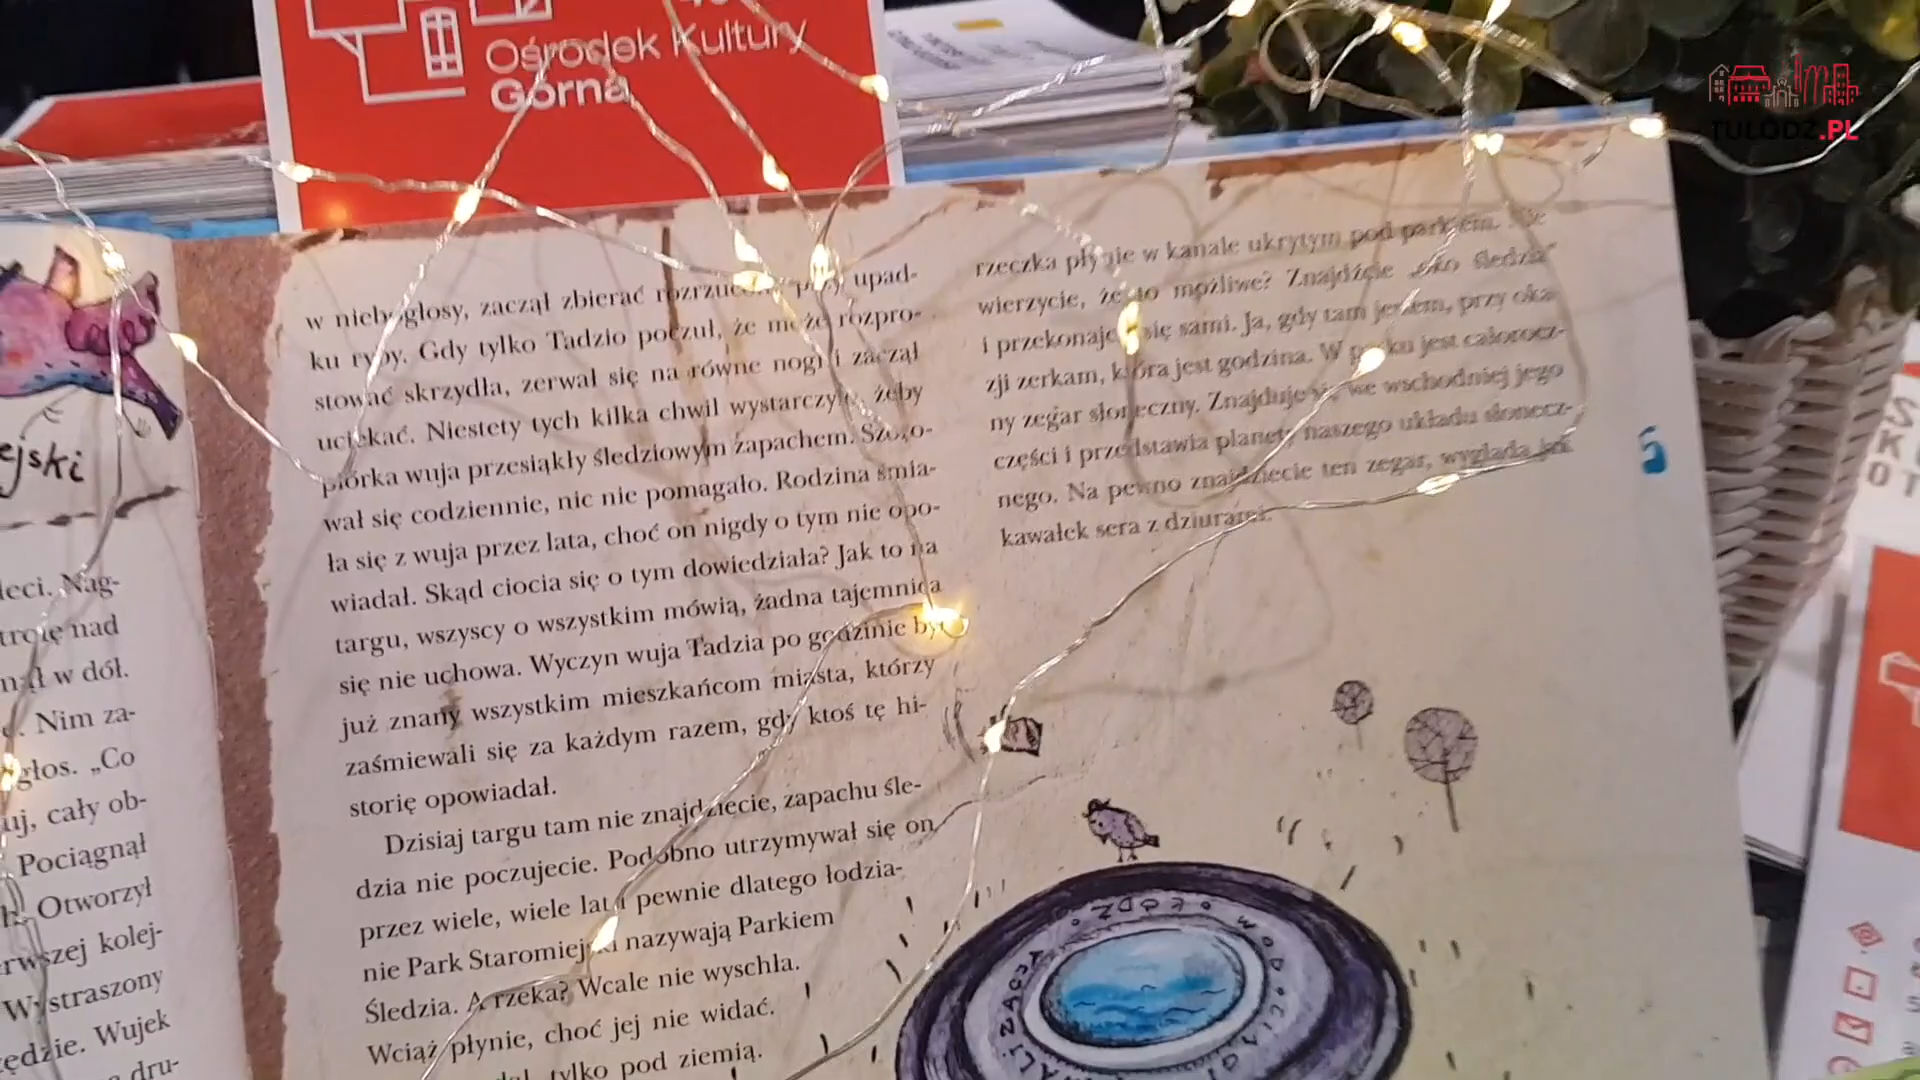 Ośrodek Kultury
Górna
TULODZ.PL
ejski
leci. Nag-
nad
w dół.
Nim za-
głos. „Co
uj, cały ob-
Pociągnął
Otworzył
rwszej kolej-
Wystraszony
ędzie. Wujek
dru-
w niebogłosy, zaczął zbierać rozrzucone przy upad-
ku ryby. Gdy tylko Tadzio poczuł, że może rozpro-
stować skrzydła, zerwał się na równe nogi i zaczął
uciekać. Niestety tych kilka chwil wystarczyło, żeby
piórka wuja przesiąkły śledziowym zapachem. Szoro-
wał się codziennie, nic nie pomagało. Rodzina śmia-
ła się z wuja przez lata, choć on nigdy o tym nie opo-
wiadał. Skąd ciocia się o tym dowiedziała? Jak to na
targu, wszyscy o wszystkim mówią, żadna tajemnica
się nie uchowa. Wyczyn wuja Tadzia po godzinie był
już znany wszystkim mieszkańcom miasta, którzy
zaśmiewali się za każdym razem, gdy ktoś tę hi-
storię opowiadał.
Dzisiaj targu tam nie znajdziecie, zapachu śle-
dzia nie poczujecie. Podobno utrzymywał się on
przez wiele, wiele lat i pewnie dlatego łodzia-
nie Park Staromiejski nazywają Parkiem
Śledzia. A rzeka? Wcale nie wyschła.
Wciąż płynie, choć jej nie widać.
tylko pod ziemią.
rzeczka płynie w kanale ukrytym pod parkiem. Nie
wierzycie, że to możliwe? Znajdźcie „oko śledzia”
i przekonajcie się sami. Ja, gdy tam jestem, przy oka-
zji zerkam, która jest godzina. W parku jest całorocz-
ny zegar słoneczny. Znajduje się we wschodniej jego
części i przedstawia planety naszego układu słonecz-
nego. Na pewno znajdziecie ten zegar, wygląda jak
kawałek sera z dziurami.
5